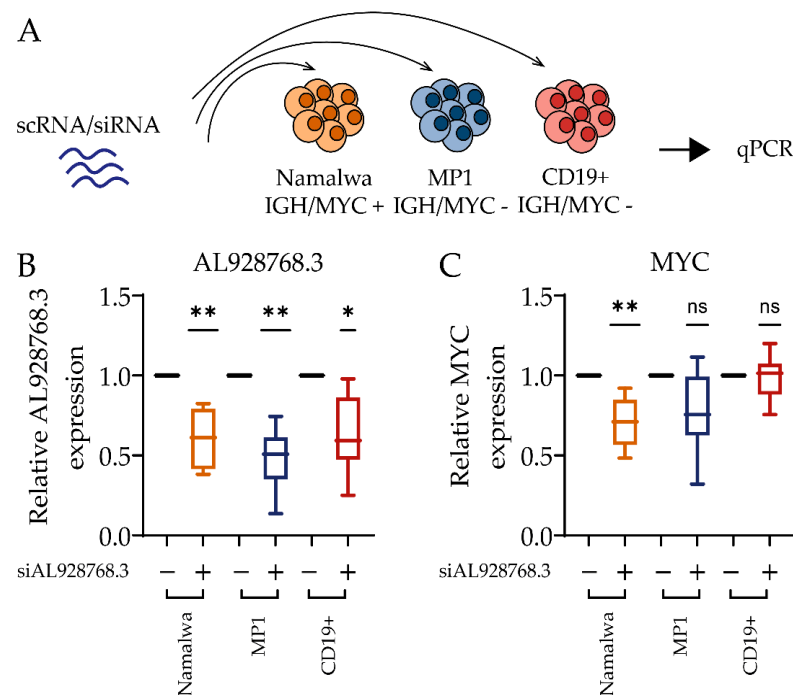 A
scRNA/siRNA
Namalwa
IGH/MYC +
MP1
IGH/MYC -
CD19+
IGH/MYC -
qPCR
B
AL928768.3
Relative AL928768.3
expression
1.5
1.0
0.5
0.0
** ** *
siAL928768.3 − + − + − +
Namalwa
MP1
CD19+
C
MYC
Relative MYC
expression
1.5
1.0
0.5
0.0
** ns ns
siAL928768.3 − + − + − +
Namalwa
MP1
CD19+